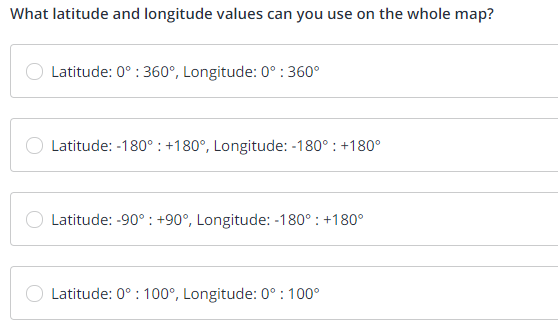 What latitude and longitude values can you use on the whole map?
Latitude: 0° : 360°, Longitude: 0° : 360°
Latitude: -180° : +180°, Longitude: -180° : +180°
Latitude: -90° : +90°, Longitude: -180° : +180°
Latitude: 0° : 100°, Longitude: 0° : 100°